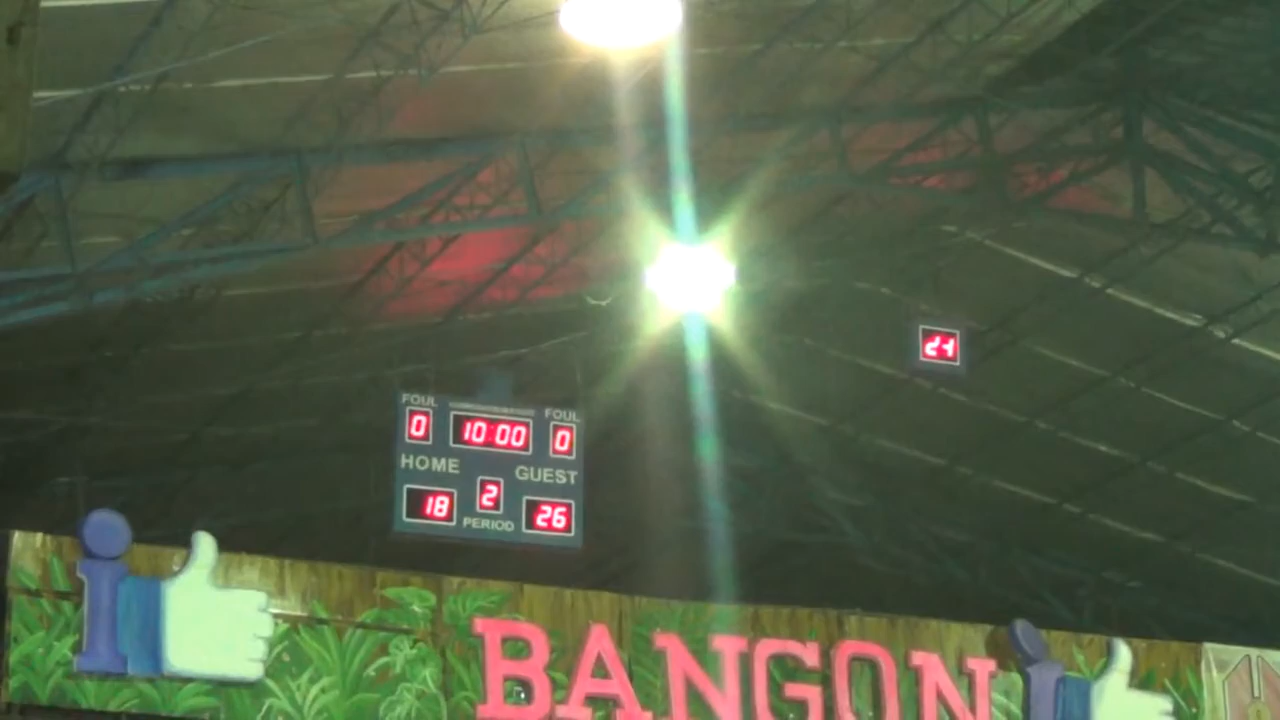 24
FOUL 10:00 FOUL
0 0
HOME GUEST
18 2 26
PERIOD
i
BANGON
i